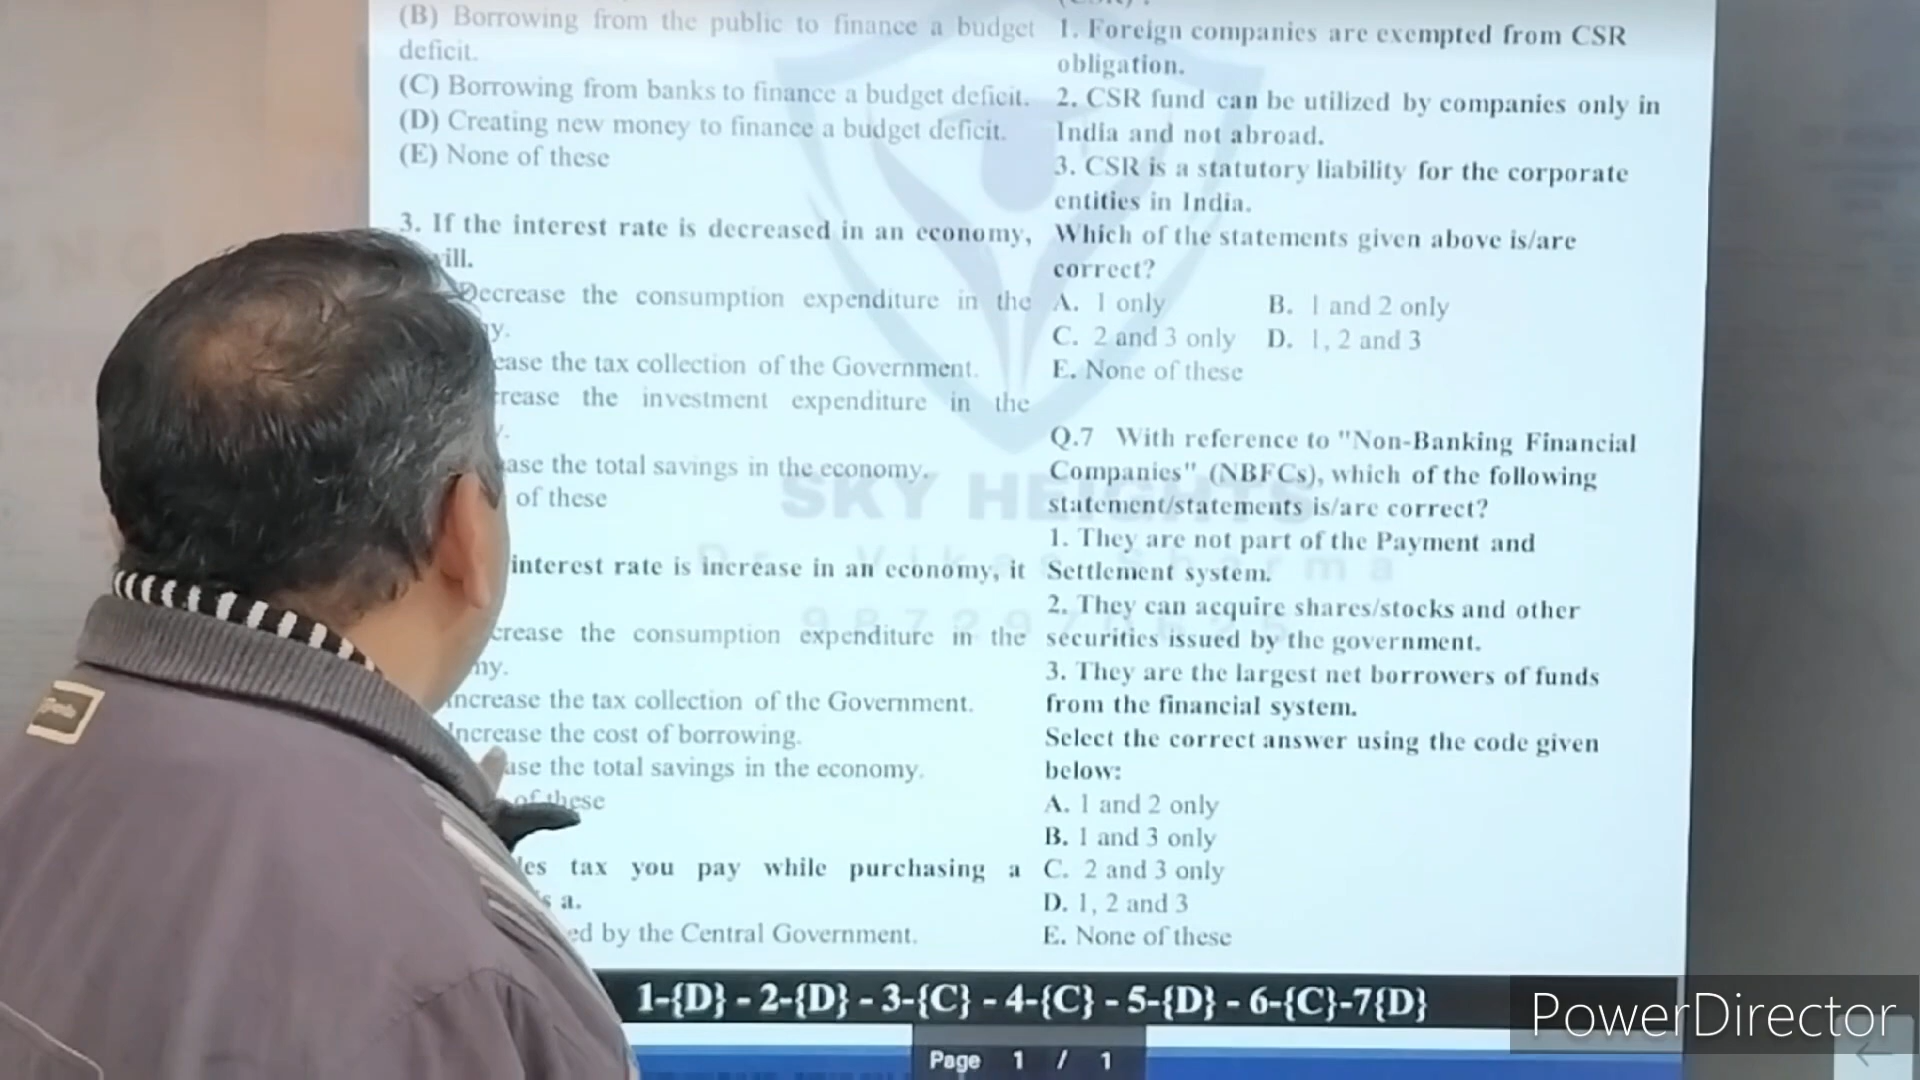 (B) Borrowing from the public to finance a budget
deficit.
(C) Borrowing from banks to finance a budget deficit.
(D) Creating new money to finance a budget deficit.
(E) None of these
3. If the interest rate is decreased in an economy,
ill.
Decrease the consumption expenditure in the
y.
ease the tax collection of the Government.
rease the investment expenditure in the
ase the total savings in the economy.
of these
interest rate is increase in an economy, it
crease the consumption expenditure in the
my.
Increase the tax collection of the Government.
Increase the cost of borrowing.
ase the total savings in the economy.
of these
les tax you pay while purchasing a
s a.
ed by the Central Government.
1. Foreign companies are exempted from CSR
obligation.
2. CSR fund can be utilized by companies only in
India and not abroad.
3. CSR is a statutory liability for the corporate
entities in India.
Which of the statements given above is/are
correct?
A. 1 only B. 1 and 2 only
C. 2 and 3 only D. 1, 2 and 3
E. None of these
Q.7 With reference to "Non-Banking Financial
Companies" (NBFCs), which of the following
statement/statements is/are correct?
1. They are not part of the Payment and
Settlement system.
2. They can acquire shares/stocks and other
securities issued by the government.
3. They are the largest net borrowers of funds
from the financial system.
Select the correct answer using the code given
below:
A. 1 and 2 only
B. 1 and 3 only
C. 2 and 3 only
D. 1, 2 and 3
E. None of these
SKY HEIGHTS
Dr. Vikas Sharma
1-{D} - 2-{D} - 3-{C} - 4-{C} - 5-{D} - 6-{C}-7{D}
Page 1 / 1
PowerDirector